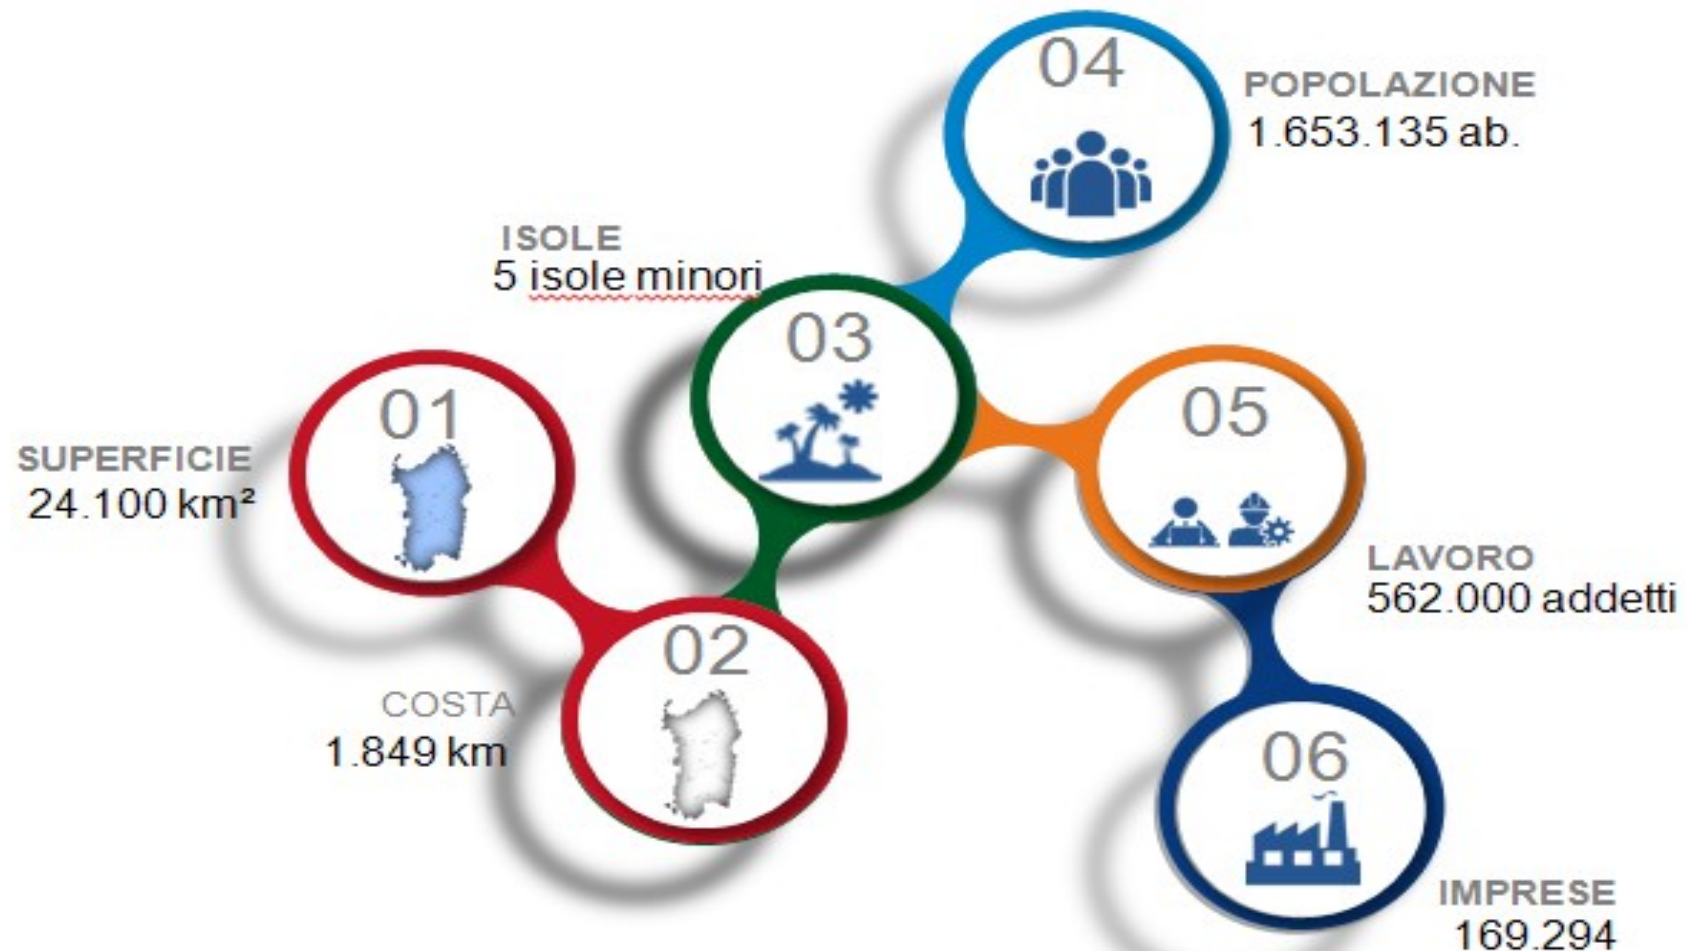 01
SUPERFICIE
24.100 km²
02
COSTA
1.849 km
03
ISOLE
5 isole minori
04
POPOLAZIONE
1.653.135 ab.
05
LAVORO
562.000 addetti
06
IMPRESE
169.294